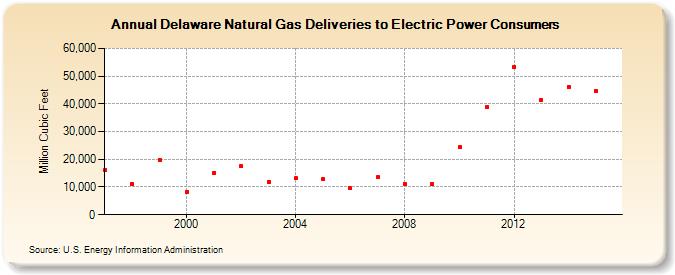 Annual Delaware Natural Gas Deliveries to Electric Power Consumers
Million Cubic Feet
60,000
50,000
40,000
30,000
20,000
10,000
0
2000 2004 2008 2012
Source: U.S. Energy Information Administration